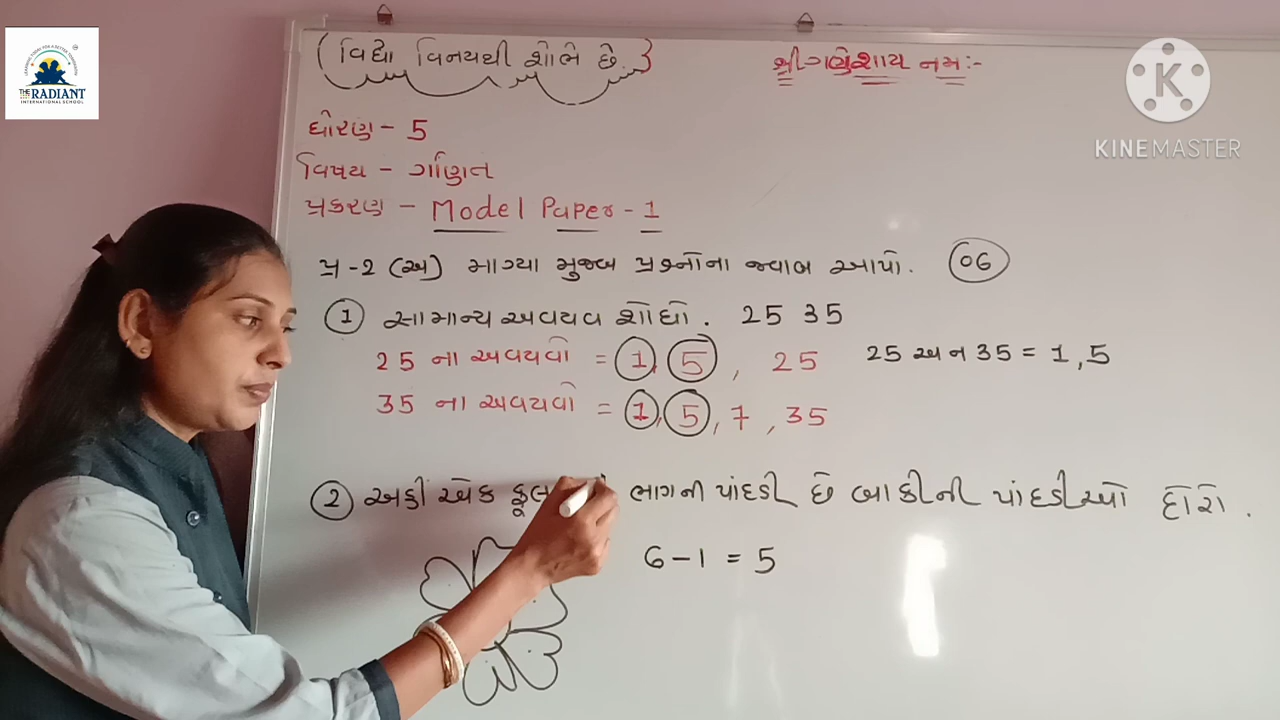 THE RADIANT
INTERNATIONAL SCHOOL
KINEMASTER
(વિદ્યા વિનયથી શોભે છે.)
શ્રી ગણેશાય નમઃ-
ધોરણ - 5
વિષય - ગણિત
પ્રકરણ - Model Paper - 1
પ્ર-2 (અ) માગ્યા મુજબ પ્રશ્નોના જવાબ આપો. 06
1 સામાન્ય અવયવ શોધો. 25 35
25 ના અવયવો = 1, 5, 25
25 અન 35 = 1,5
35 ના અવયવો = 1, 5, 7, 35
2 અહીં એક ફૂલ ભાગની પાંદડી છે બાકીની પાંદડીઓ દોરો.
6 - 1 = 5